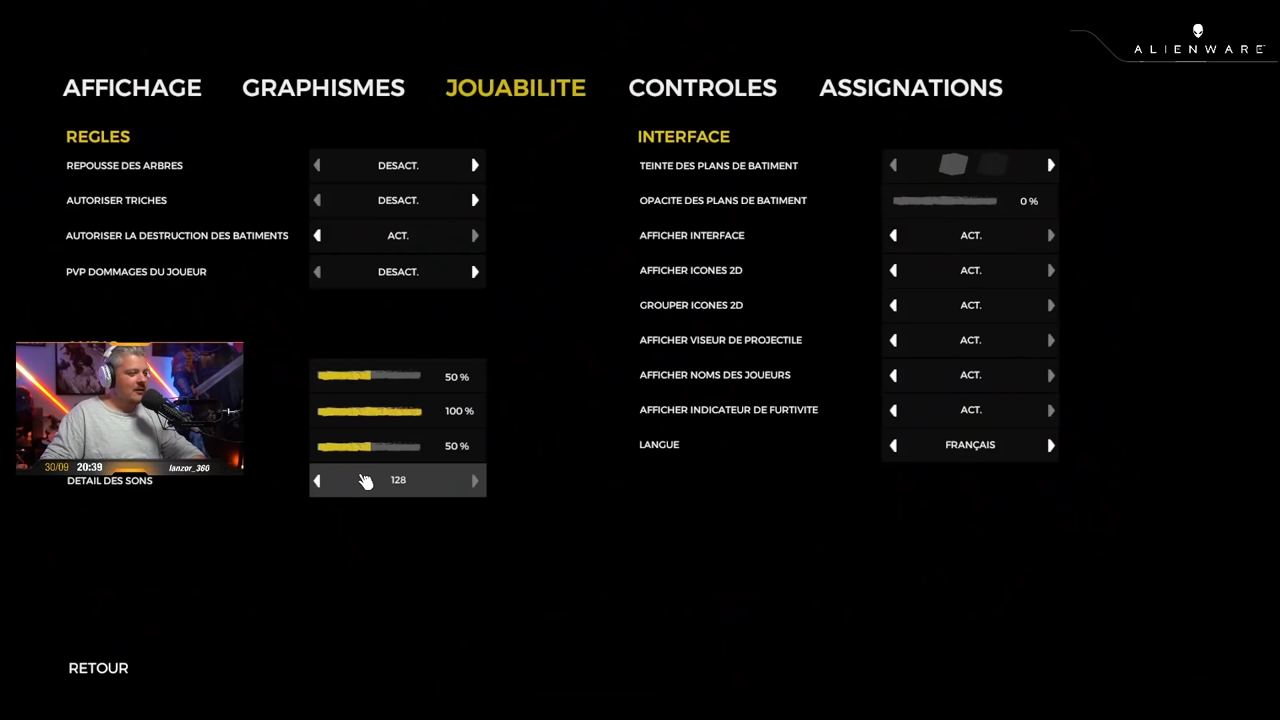 ALIENWARE
AFFICHAGE GRAPHISMES JOUABILITE CONTROLES ASSIGNATIONS
REGLES
REPOUSSE DES ARBRES DESACT.
AUTORISER TRICHES DESACT.
AUTORISER LA DESTRUCTION DES BATIMENTS ACT.
PVP DOMMAGES DU JOUEUR DESACT.
50 %
100 %
50 %
30/09 20:39 lanzor_360
DETAIL DES SONS 128
INTERFACE
TEINTE DES PLANS DE BATIMENT
OPACITE DES PLANS DE BATIMENT 0 %
AFFICHER INTERFACE ACT.
AFFICHER ICONES 2D ACT.
GROUPER ICONES 2D ACT.
AFFICHER VISEUR DE PROJECTILE ACT.
AFFICHER NOMS DES JOUEURS ACT.
AFFICHER INDICATEUR DE FURTIVITE ACT.
LANGUE FRANÇAIS
RETOUR